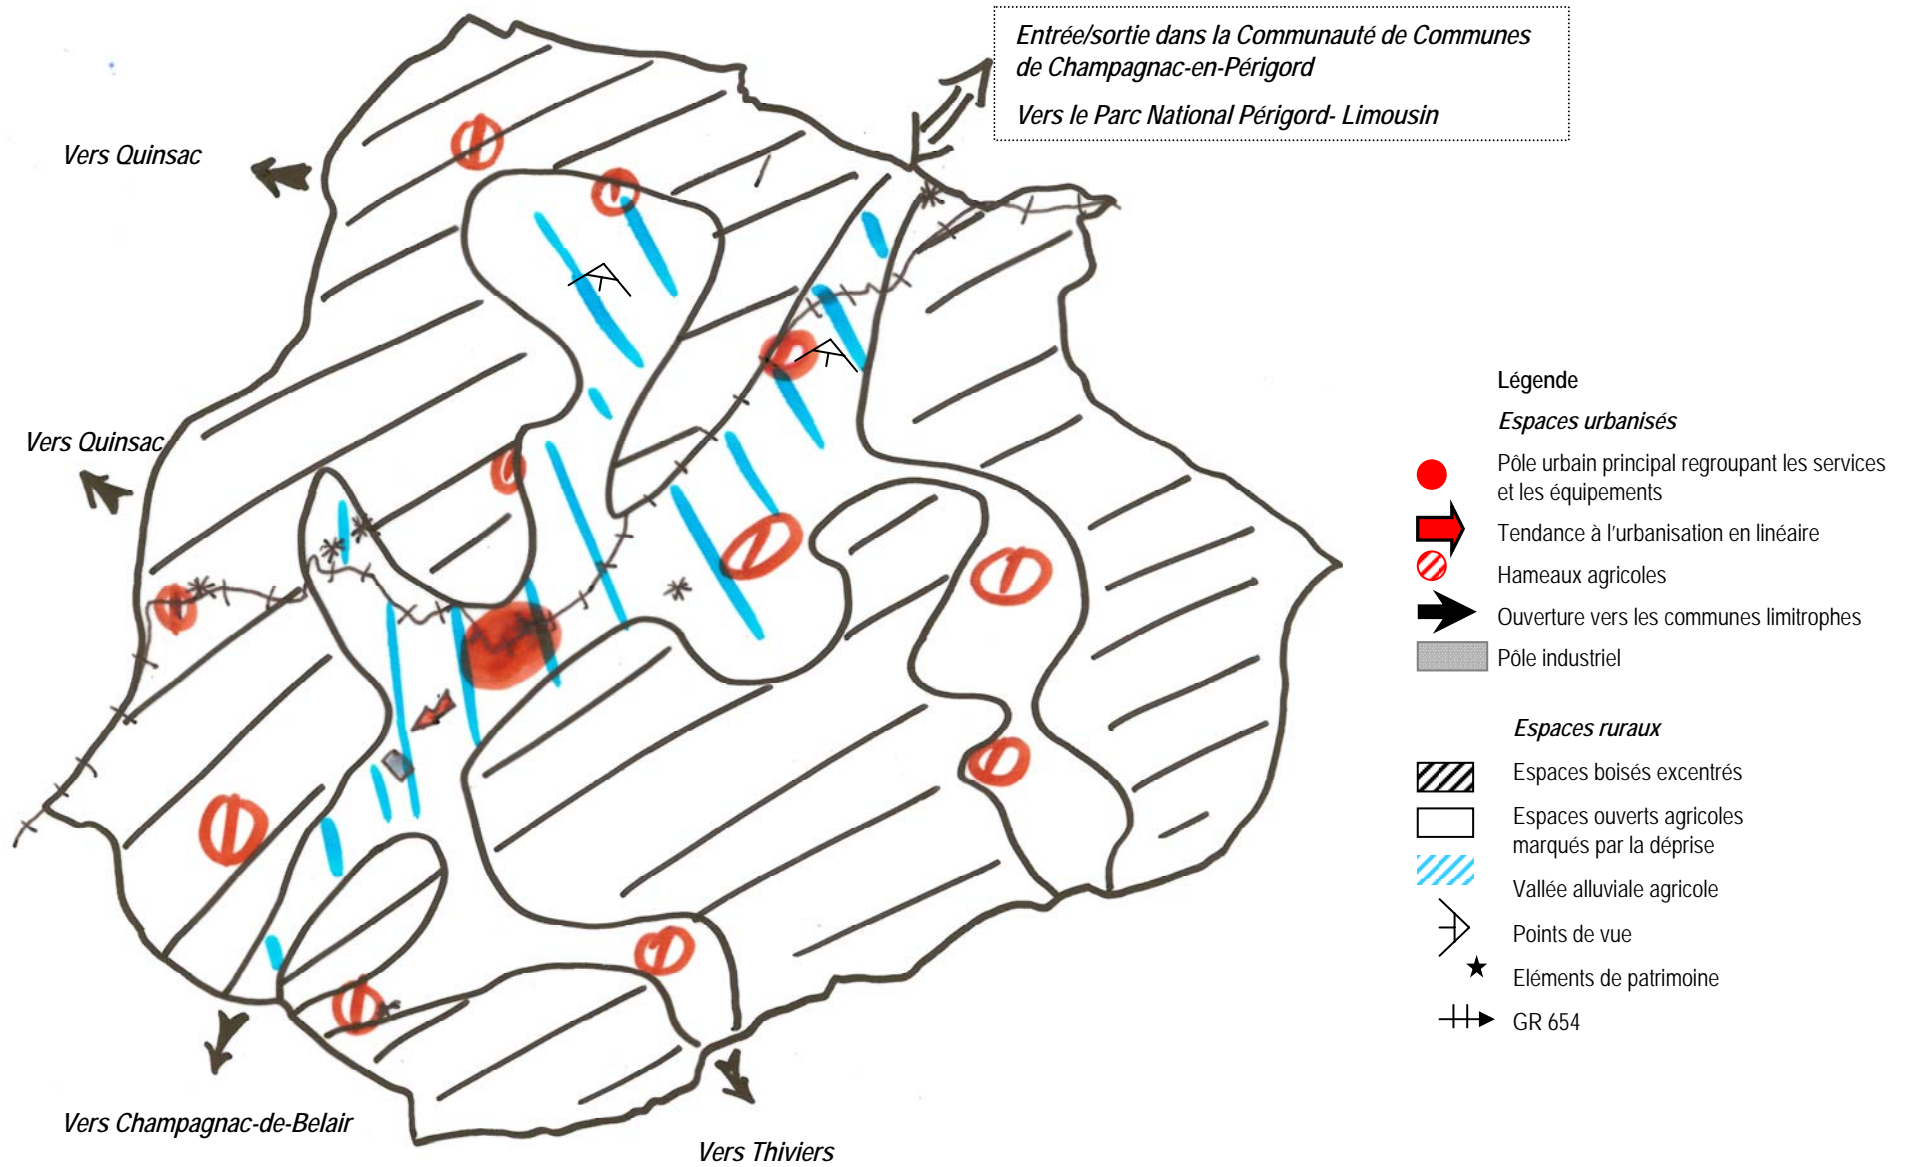 Entrée/sortie dans la Communauté de Communes
de Champagnac-en-Périgord
Vers le Parc National Périgord- Limousin
Vers Quinsac
Vers Quinsac
Vers Champagnac-de-Belair
Vers Thiviers
Légende
Espaces urbanisés
Pôle urbain principal regroupant les services
et les équipements
Tendance à l'urbanisation en linéaire
Hameaux agricoles
Ouverture vers les communes limitrophes
Pôle industriel
Espaces ruraux
Espaces boisés excentrés
Espaces ouverts agricoles
marqués par la déprise
Vallée alluviale agricole
Points de vue
Eléments de patrimoine
GR 654